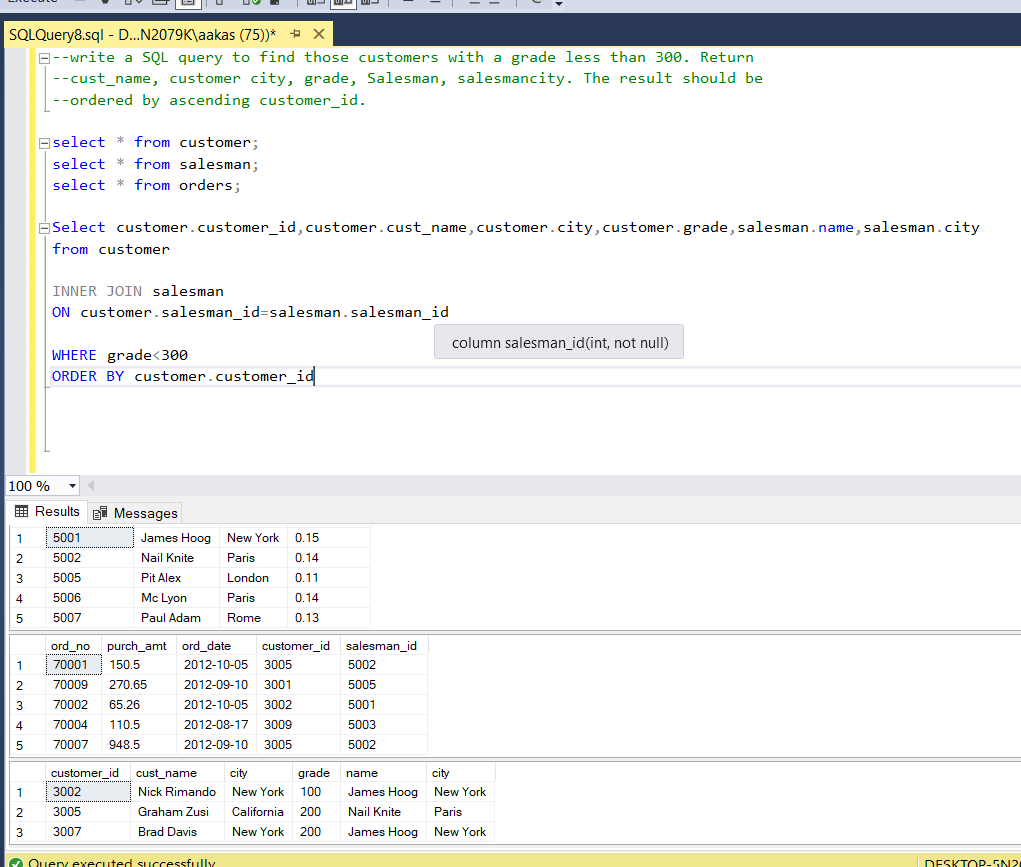 Execute
SQLQuery8.sql - D...N2079K\aakas (75))*
--write a SQL query to find those customers with a grade less than 300. Return
--cust_name, customer city, grade, Salesman, salesmancity. The result should be
--ordered by ascending customer_id.
select * from customer;
select * from salesman;
select * from orders;
Select customer.customer_id,customer.cust_name,customer.city,customer.grade,salesman.name,salesman.city
from customer
INNER JOIN salesman
ON customer.salesman_id=salesman.salesman_id
column salesman_id(int, not null)
WHERE grade<300
ORDER BY customer.customer_id
100 %
Results Messages
1 5001 James Hoog New York 0.15
2 5002 Nail Knite Paris 0.14
3 5005 Pit Alex London 0.11
4 5006 Mc Lyon Paris 0.14
5 5007 Paul Adam Rome 0.13
ord_no purch_amt ord_date customer_id salesman_id
1 70001 150.5 2012-10-05 3005 5002
2 70009 270.65 2012-09-10 3001 5005
3 70002 65.26 2012-10-05 3002 5001
4 70004 110.5 2012-08-17 3009 5003
5 70007 948.5 2012-09-10 3005 5002
customer_id cust_name city grade name city
1 3002 Nick Rimando New York 100 James Hoog New York
2 3005 Graham Zusi California 200 Nail Knite Paris
3 3007 Brad Davis New York 200 James Hoog New York
Query executed successfully